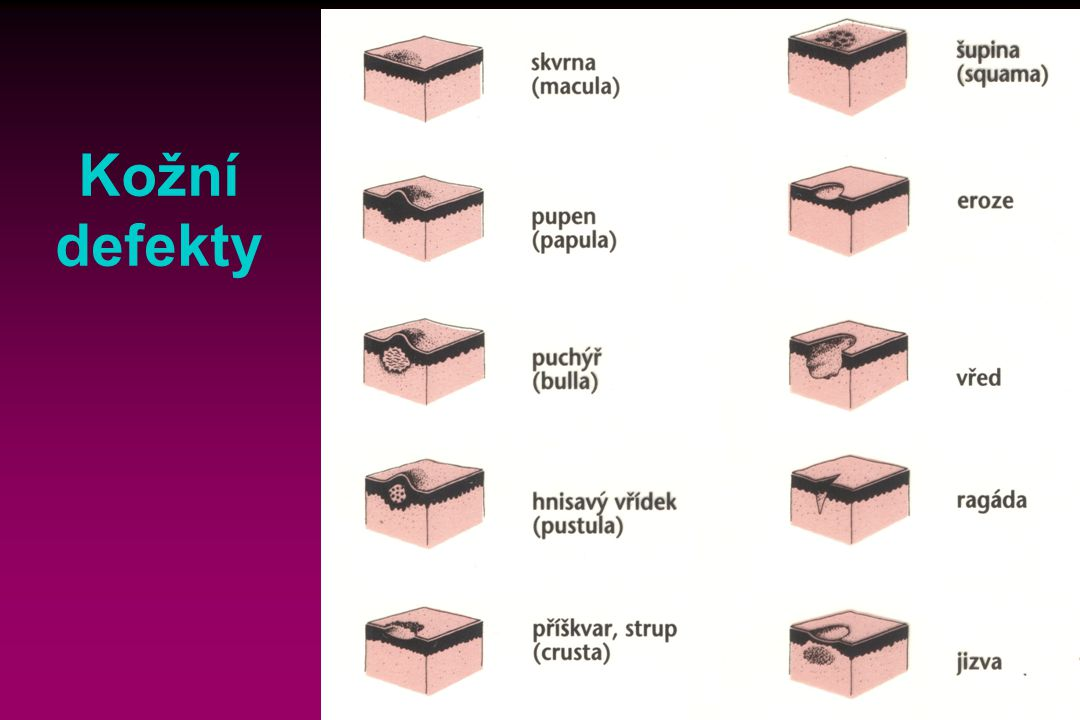 Kožní
defekty
skvrna
(macula)
pupen
(papula)
puchýř
(bulla)
hnisavý vřídek
(pustula)
příškvar, strup
(crusta)
šupina
(squama)
eroze
vřed
ragáda
jizva